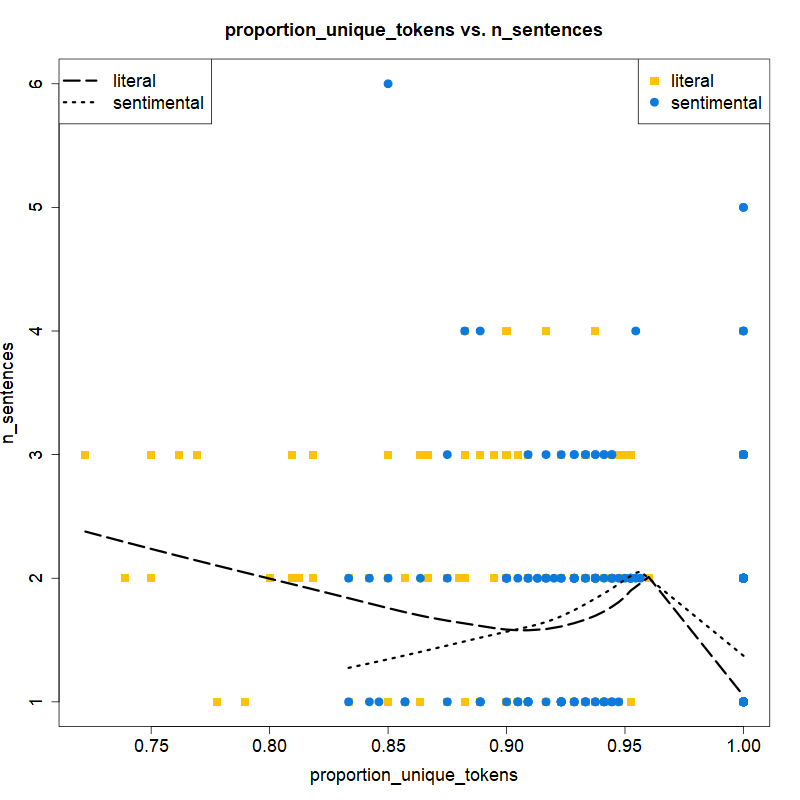 proportion_unique_tokens vs. n_sentences
literal
sentimental
literal
sentimental
n_sentences
6
5
4
3
2
1
0.75 0.80 0.85 0.90 0.95 1.00
proportion_unique_tokens